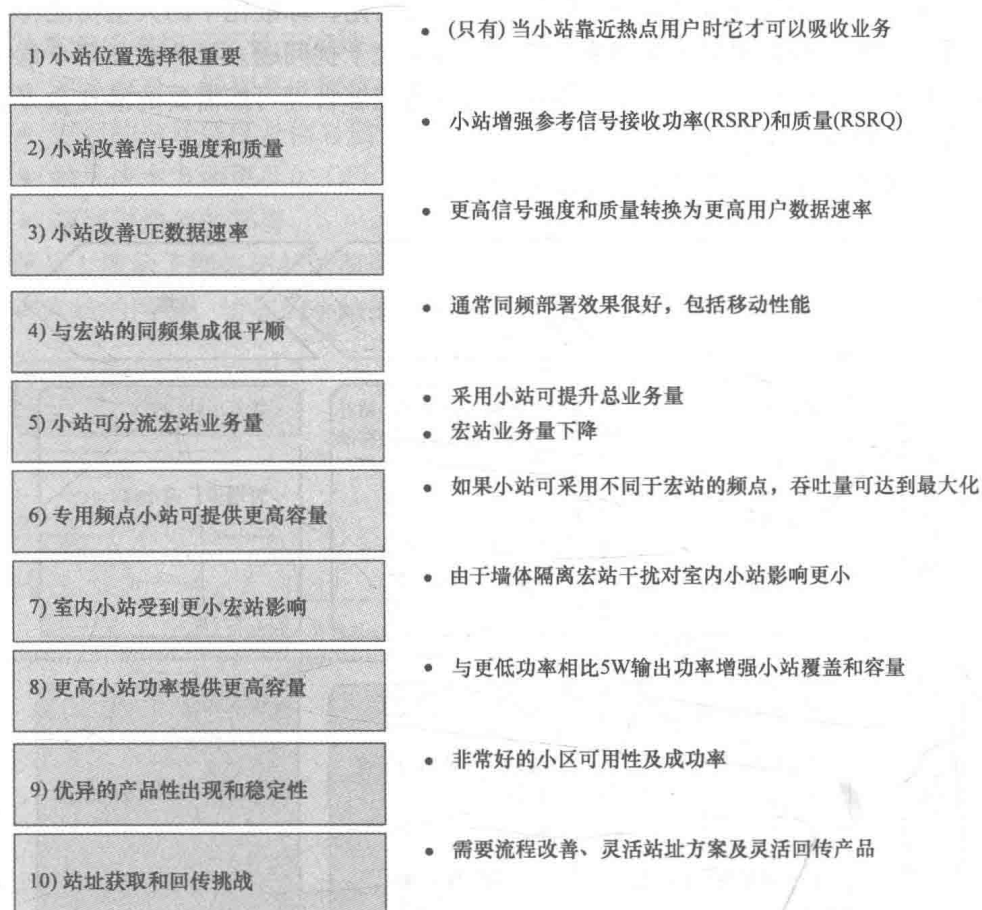 1) 小站位置选择很重要
• (只有) 当小站靠近热点用户时它才可以吸收业务
2) 小站改善信号强度和质量
• 小站增强参考信号接收功率(RSRP)和质量(RSRQ)
3) 小站改善UE数据速率
• 更高信号强度和质量转换为更高用户数据速率
4) 与宏站的同频集成很平顺
• 通常同频部署效果很好，包括移动性能
5) 小站可分流宏站业务量
• 采用小站可提升总业务量
• 宏站业务量下降
6) 专用频点小站可提供更高容量
• 如果小站可采用不同于宏站的频点，吞吐量可达到最大化
7) 室内小站受到更小宏站影响
• 由于墙体隔离宏站干扰对室内小站影响更小
8) 更高小站功率提供更高容量
• 与更低功率相比5W输出功率增强小站覆盖和容量
9) 优异的产品性出现和稳定性
• 非常好的小区可用性及成功率
10) 站址获取和回传挑战
• 需要流程改善、灵活站址方案及灵活回传产品